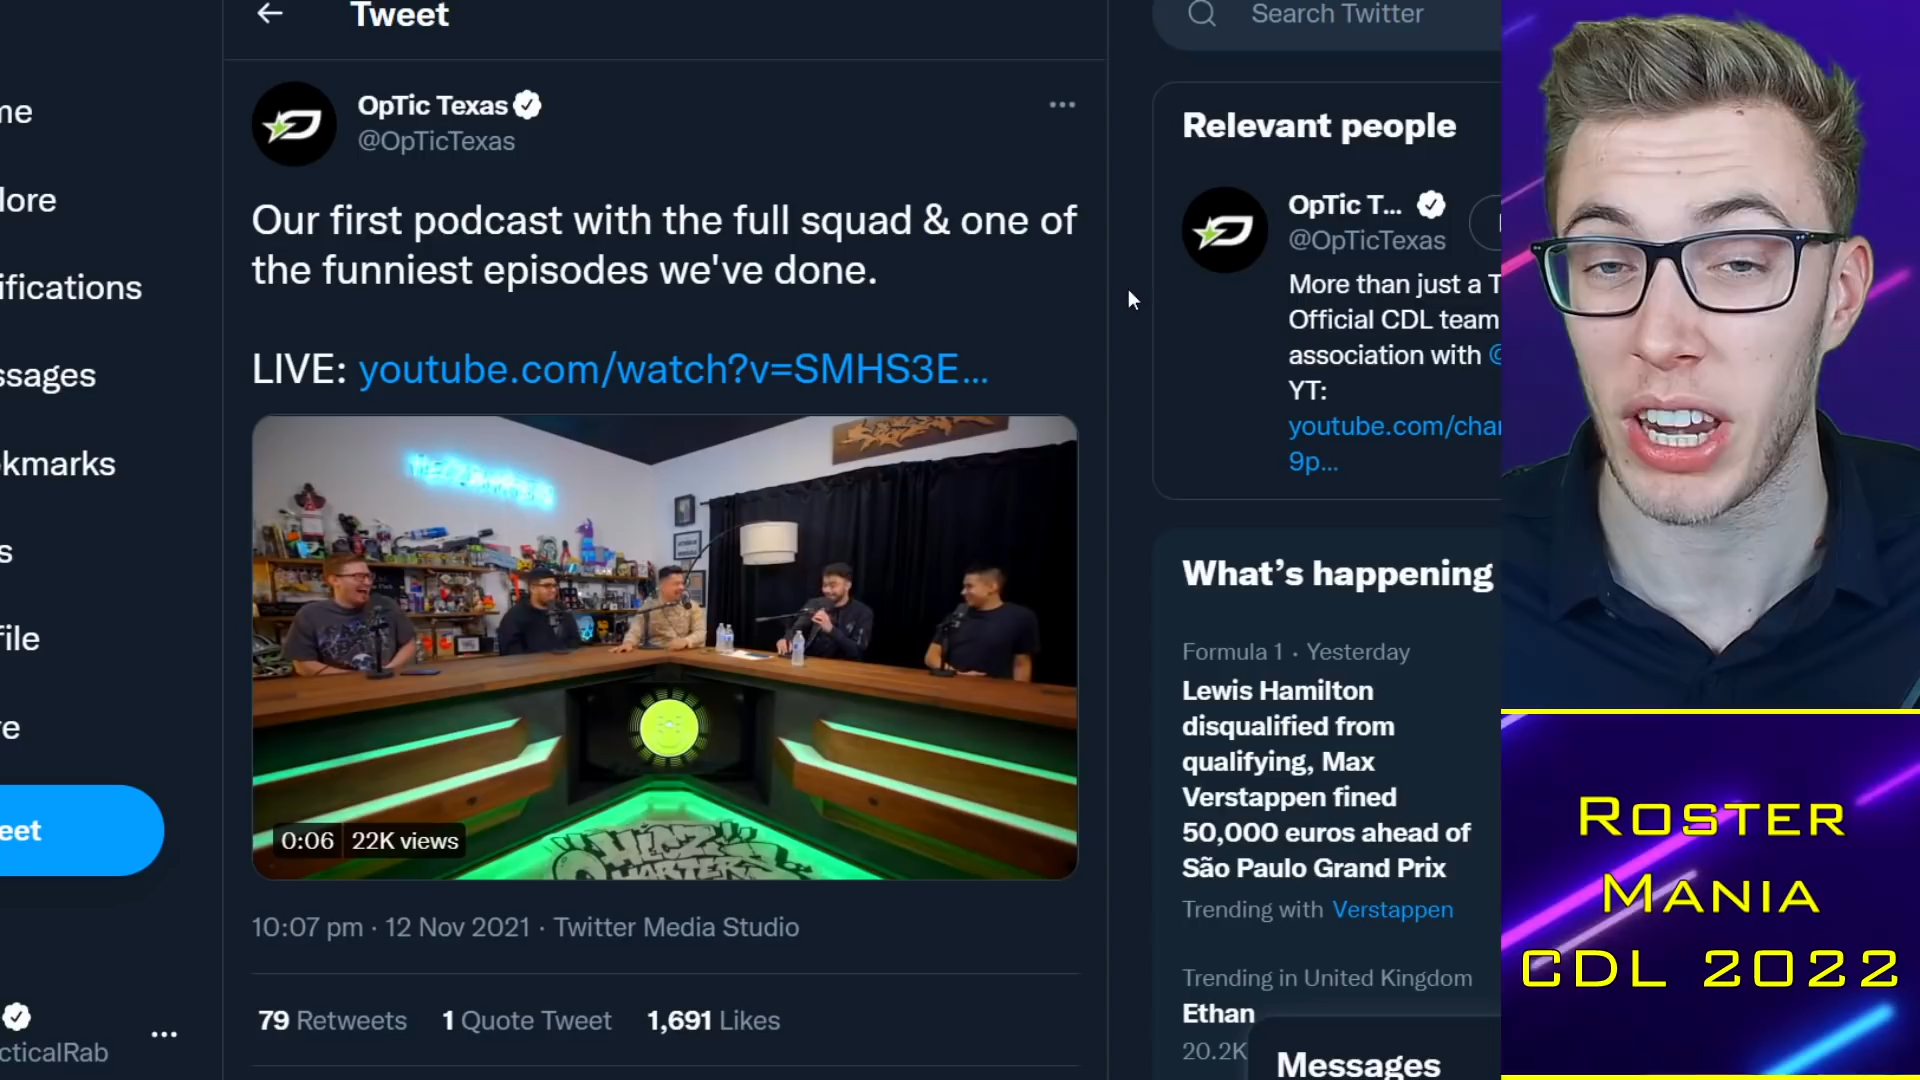 Tweet
Search Twitter
me
lore
ifications
ssages
kmarks
s
file
re
eet
cticalRab
OpTic Texas
@OpTicTexas
Our first podcast with the full squad & one of
the funniest episodes we've done.
LIVE: youtube.com/watch?v=SMHS3E...
0:06 22K views
10:07 pm · 12 Nov 2021 · Twitter Media Studio
79 Retweets 1 Quote Tweet 1,691 Likes
Relevant people
OpTic T...
@OpTicTexas
More than just a T
Official CDL team
association with @
YT:
youtube.com/char
9p...
What's happening
Formula 1 · Yesterday
Lewis Hamilton
disqualified from
qualifying, Max
Verstappen fined
50,000 euros ahead of
São Paulo Grand Prix
Trending with Verstappen
Trending in United Kingdom
Ethan
20.2K
Messages
ROSTER
MANIA
CDL 2022